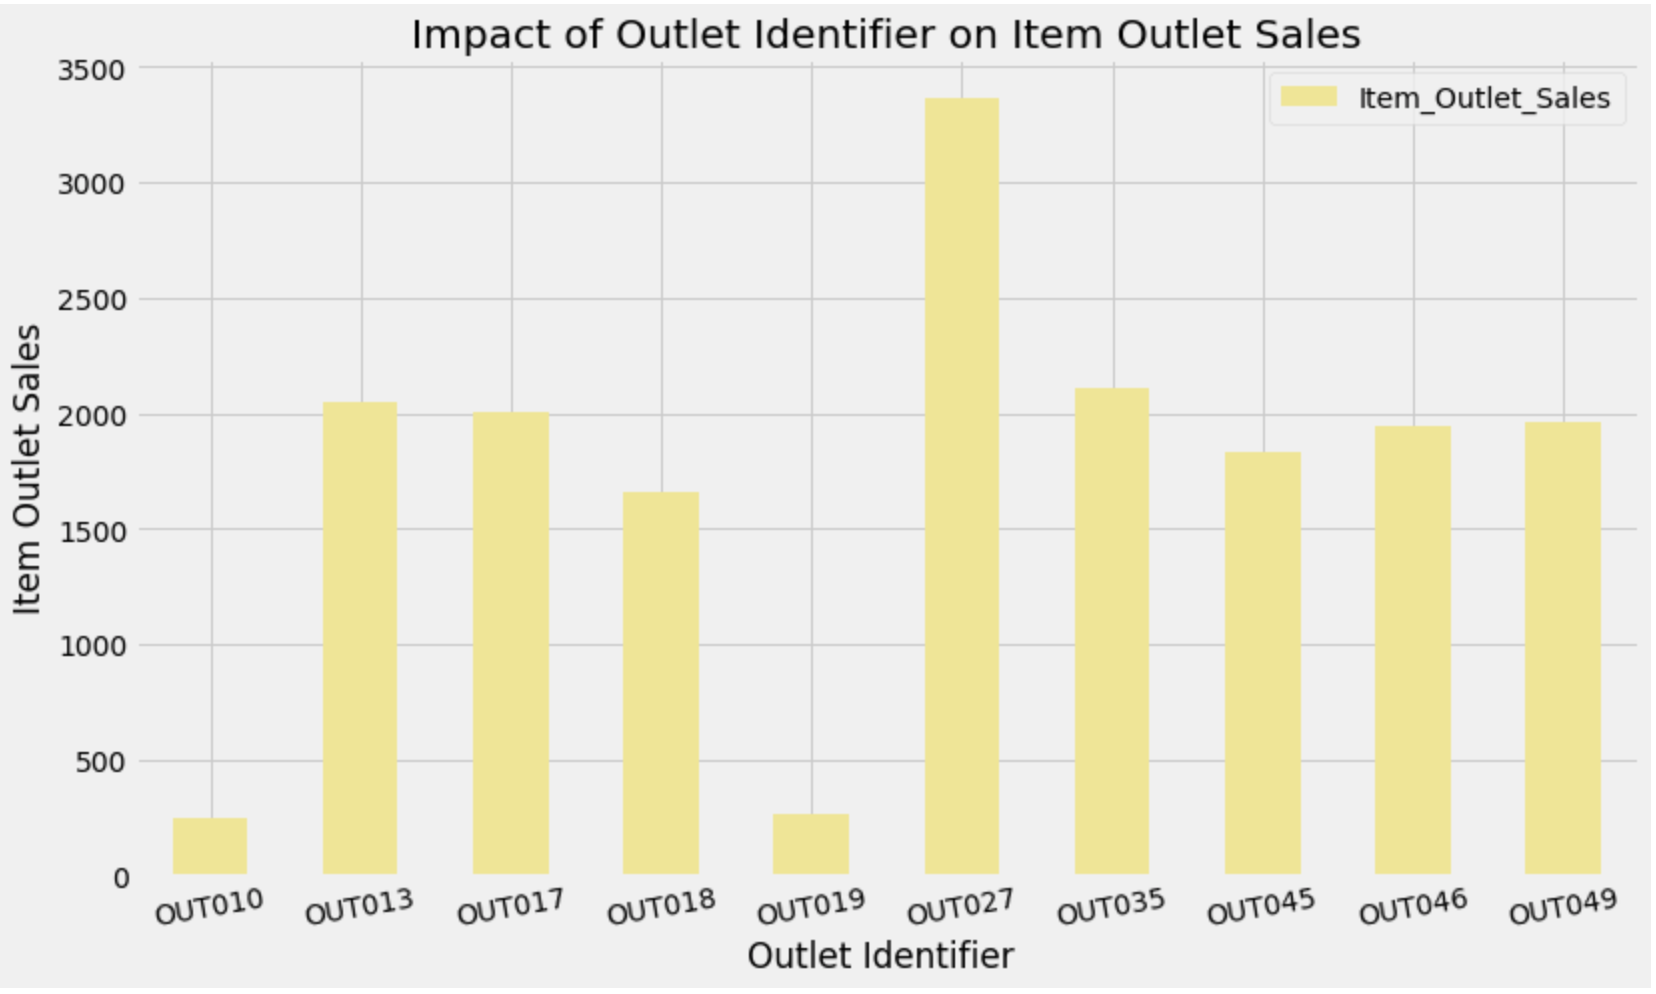 Impact of Outlet Identifier on Item Outlet Sales
Item_Outlet_Sales
3500
3000
2500
2000
1500
1000
500
0
Item Outlet Sales
OUT010 OUT013 OUT017 OUT018 OUT019 OUT027 OUT035 OUT045 OUT046 OUT049
Outlet Identifier